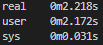 real    0m2.218s
user    0m2.172s
sys     0m0.031s